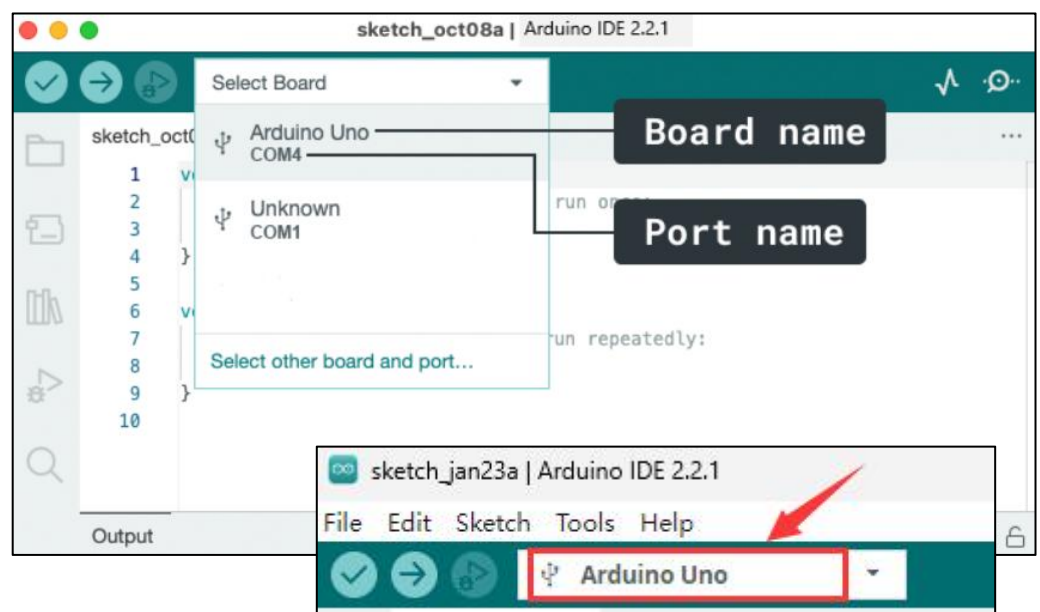 sketch_oct08a | Arduino IDE 2.2.1
Select Board
Arduino Uno
COM4
Board name
sketch_oct
...
1
2 run once:
3
Unknown
COM1
Port name
4 }
5
6
7 run repeatedly:
8
Select other board and port...
9 }
10
Output
sketch_jan23a | Arduino IDE 2.2.1
File Edit Sketch Tools Help
Arduino Uno